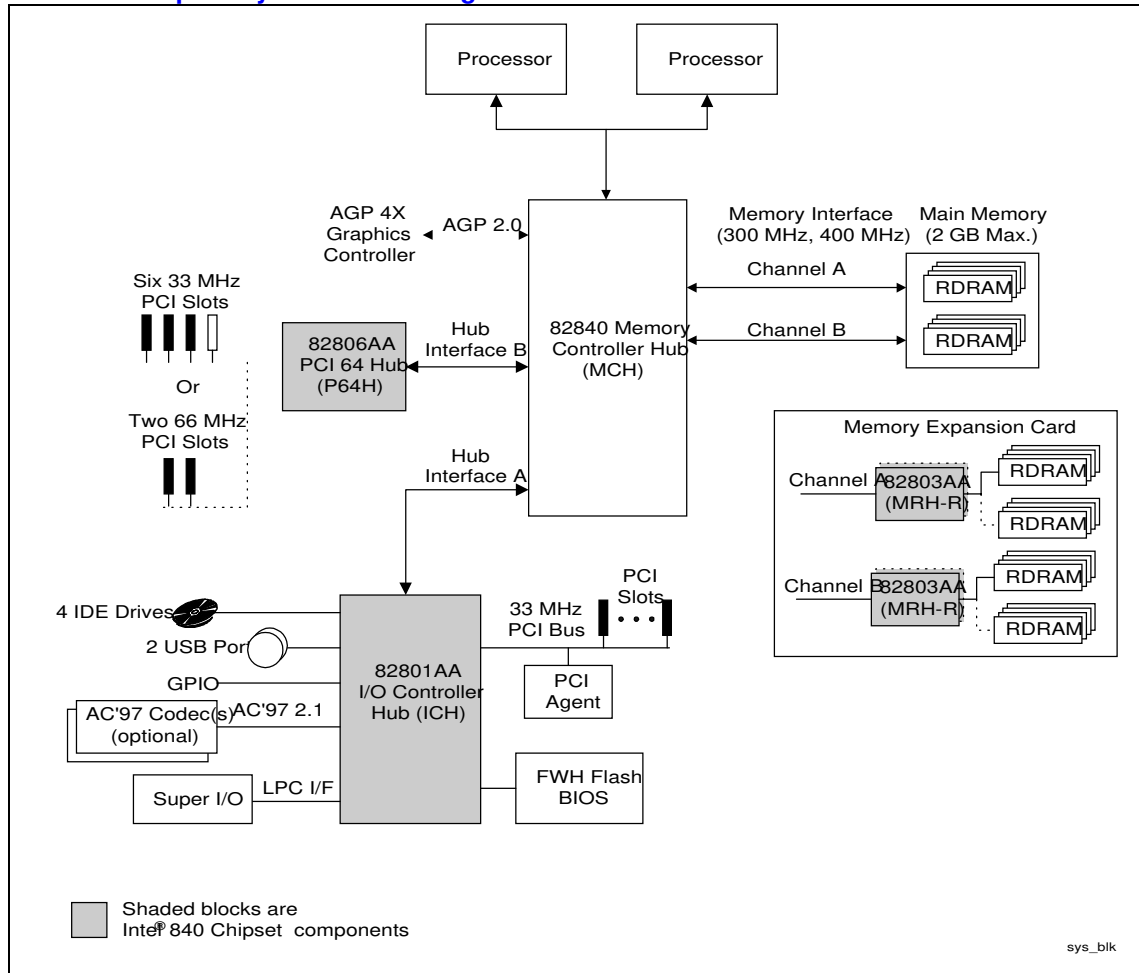 Processor
Processor
AGP 4X
Graphics
Controller
AGP 2.0
Memory Interface
(300 MHz, 400 MHz)
Main Memory
(2 GB Max.)
Channel A
RDRAM
Channel B
RDRAM
82840 Memory
Controller Hub
(MCH)
Six 33 MHz
PCI Slots
Or
Two 66 MHz
PCI Slots
82806AA
PCI 64 Hub
(P64H)
Hub
Interface B
Hub
Interface A
Memory Expansion Card
Channel A
82803AA
(MRH-R)
RDRAM
RDRAM
Channel B
82803AA
(MRH-R)
RDRAM
RDRAM
4 IDE Drives
2 USB Port
GPIO
AC'97 Codec(s)
(optional)
AC'97 2.1
Super I/O
LPC I/F
82801AA
I/O Controller
Hub (ICH)
33 MHz
PCI Bus
PCI
Slots
PCI
Agent
FWH Flash
BIOS
Shaded blocks are
Intel® 840 Chipset components
sys_blk